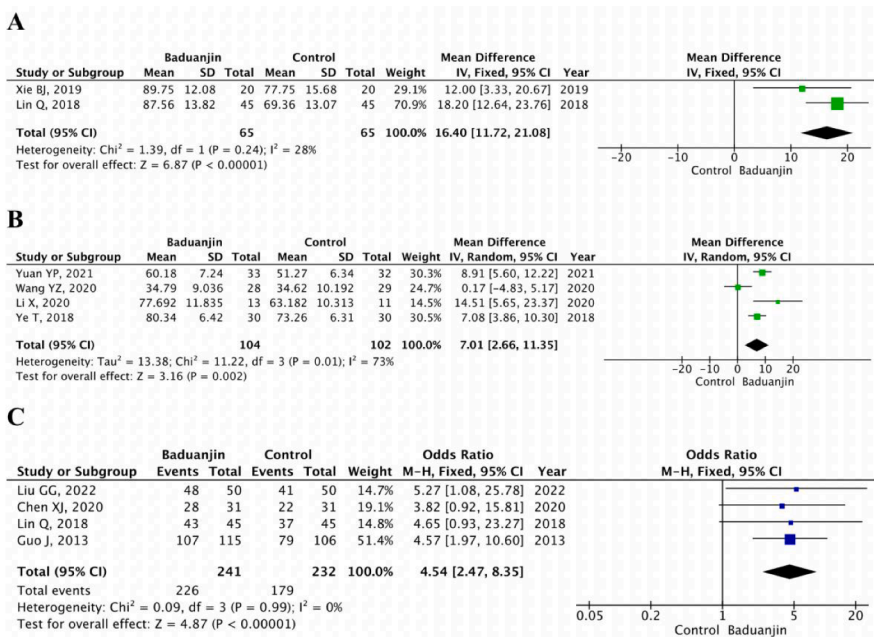 A
Baduanjin Control Mean Difference Mean Difference
Study or Subgroup Mean SD Total Mean SD Total Weight IV, Fixed, 95% CI Year IV, Fixed, 95% CI
Xie BJ, 2019 89.75 12.08 20 77.75 15.68 20 29.1% 12.00 [3.33, 20.67] 2019
Lin Q, 2018 87.56 13.82 45 69.36 13.07 45 70.9% 18.20 [12.64, 23.76] 2018
Total (95% CI) 65 65 100.0% 16.40 [11.72, 21.08]
Heterogeneity: Chi² = 1.39, df = 1 (P = 0.24); I² = 28%
Test for overall effect: Z = 6.87 (P < 0.00001)
−20 −10 0 10 20
Control Baduanjin
B
Baduanjin Control Mean Difference Mean Difference
Study or Subgroup Mean SD Total Mean SD Total Weight IV, Random, 95% CI Year IV, Random, 95% CI
Yuan YP, 2021 60.18 7.24 33 51.27 6.34 32 30.3% 8.91 [5.60, 12.22] 2021
Wang YZ, 2020 34.79 9.036 28 34.62 10.192 29 24.7% 0.17 [−4.83, 5.17] 2020
Li X, 2020 77.692 11.835 13 63.182 10.313 11 14.5% 14.51 [5.65, 23.37] 2020
Ye T, 2018 80.34 6.42 30 73.26 6.31 30 30.5% 7.08 [3.86, 10.30] 2018
Total (95% CI) 104 102 100.0% 7.01 [2.66, 11.35]
Heterogeneity: Tau² = 13.38; Chi² = 11.22, df = 3 (P = 0.01); I² = 73%
Test for overall effect: Z = 3.16 (P = 0.002)
−20 −10 0 10 20
Control Baduanjin
C
Baduanjin Control Odds Ratio Odds Ratio
Study or Subgroup Events Total Events Total Weight M-H, Fixed, 95% CI Year M-H, Fixed, 95% CI
Liu GG, 2022 48 50 41 50 14.7% 5.27 [1.08, 25.78] 2022
Chen XJ, 2020 28 31 22 31 19.1% 3.82 [0.92, 15.81] 2020
Lin Q, 2018 43 45 37 45 14.8% 4.65 [0.93, 23.27] 2018
Guo J, 2013 107 115 79 106 51.4% 4.57 [1.97, 10.60] 2013
Total (95% CI) 241 232 100.0% 4.54 [2.47, 8.35]
Total events 226 179
Heterogeneity: Chi² = 0.09, df = 3 (P = 0.99); I² = 0%
Test for overall effect: Z = 4.87 (P < 0.00001)
0.05 0.2 1 5 20
Control Baduanjin